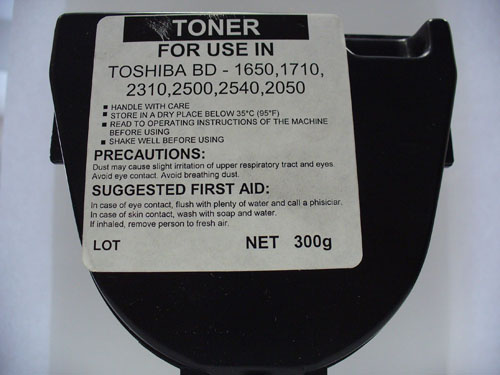 TONER
FOR USE IN
TOSHIBA BD - 1650,1710,
2310,2500,2540,2050
■ HANDLE WITH CARE
■ STORE IN A DRY PLACE BELOW 35°C (95°F)
■ READ TO OPERATING INSTRUCTIONS OF THE MACHINE
BEFORE USING
■ SHAKE WELL BEFORE USING
PRECAUTIONS:
Dust may cause slight irritation of upper respiratory tract and eyes.
Avoid eye contact. Avoid breathing dust.
SUGGESTED FIRST AID:
In case of eye contact, flush with plenty of water and call a phisiciar.
In case of skin contact, wash with soap and water.
If inhaled, remove person to fresh air.
LOT NET 300g